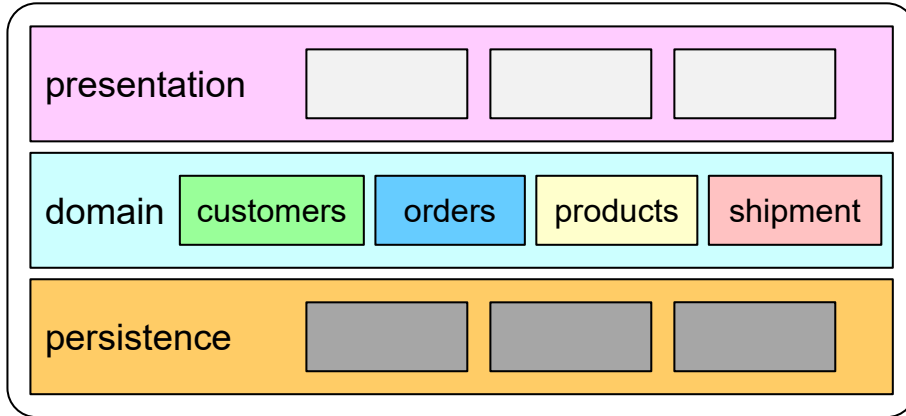 presentation
domain customers orders products shipment
persistence